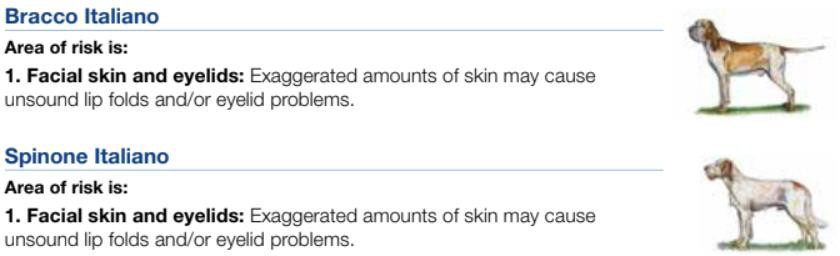 Bracco Italiano
Area of risk is:
1. Facial skin and eyelids: Exaggerated amounts of skin may cause
unsound lip folds and/or eyelid problems.
Spinone Italiano
Area of risk is:
1. Facial skin and eyelids: Exaggerated amounts of skin may cause
unsound lip folds and/or eyelid problems.